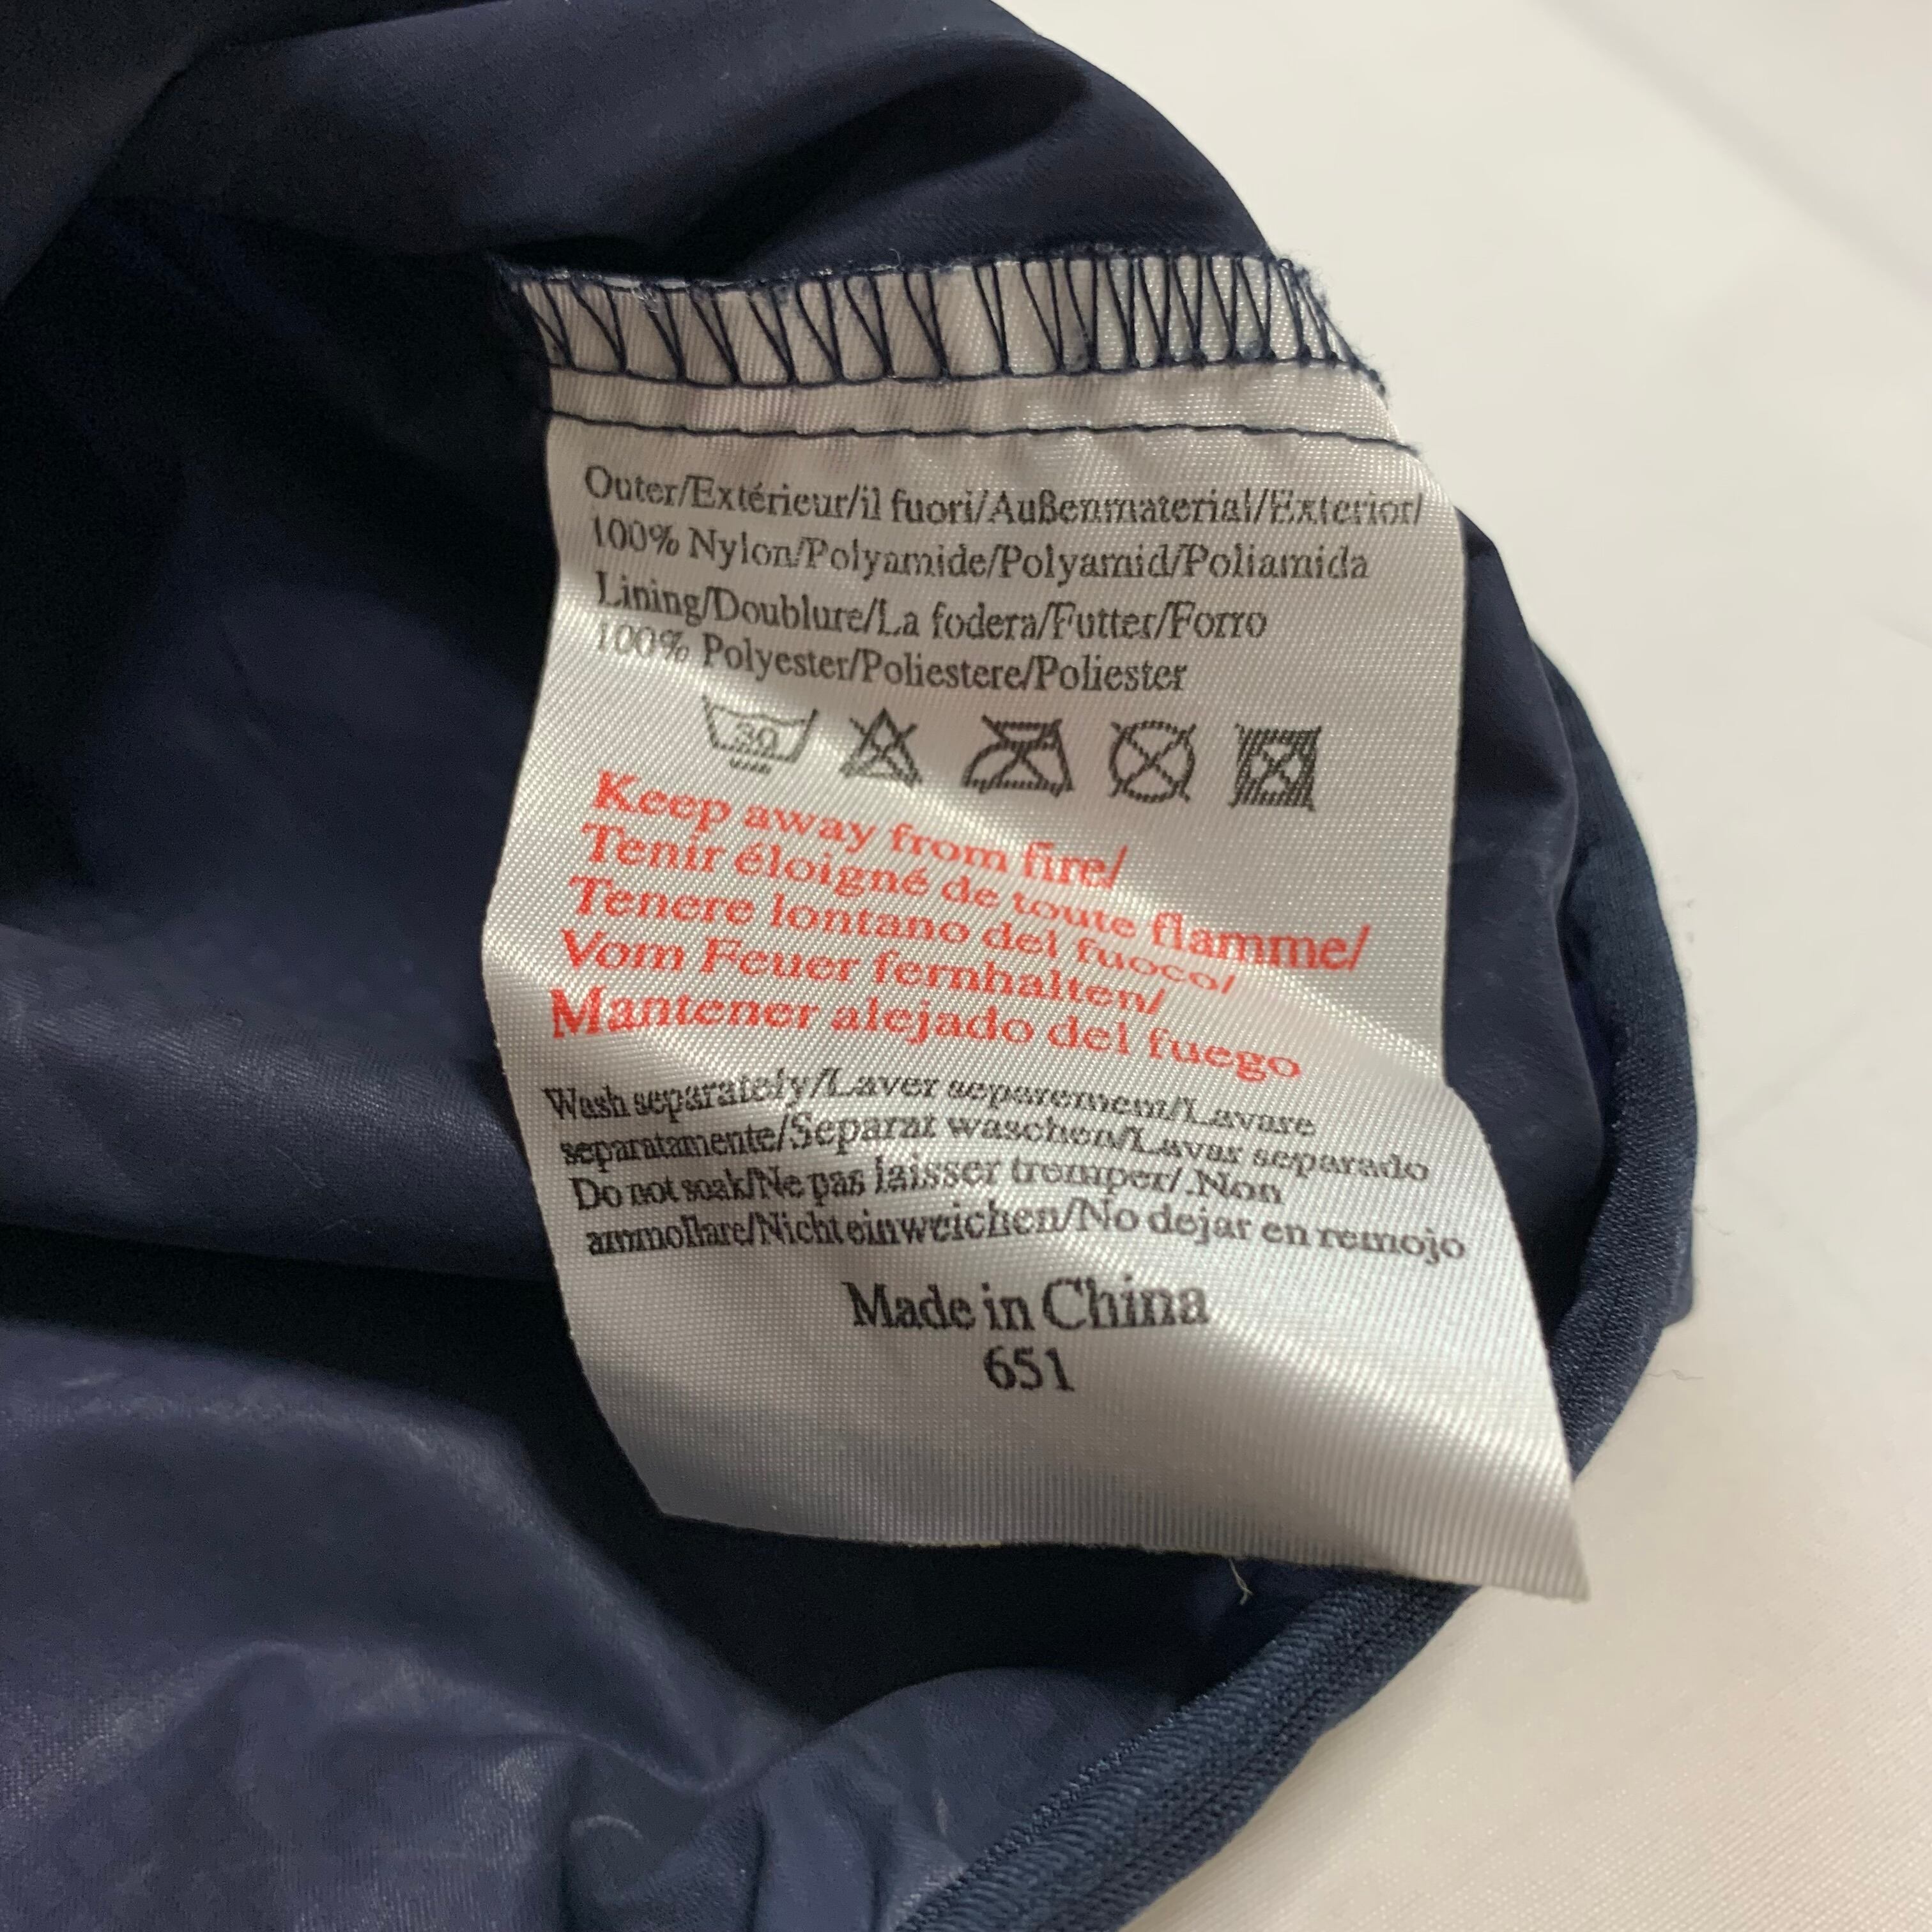 Outer/Extérieur/il fuori/Außenmaterial/Exterior/
100% Nylon/Polyamide/Polyamid/Poliamida
Lining/Doublure/La fodera/Futter/Forro
100% Polyester/Poliestere/Poliester
30
Keep away from fire/
Tenir éloigné de toute flamme/
Tenere lontano del fuoco/
Vom Feuer fernhalten/
Mantener alejado del fuego
Wash separately/Laver separement/Lavare
separatamente/Separat waschen/Lavar separado
Do not soak/Ne pas laisser tremper/.Non
ammollare/Nicht einweichen/No dejar en remojo
Made in China
651